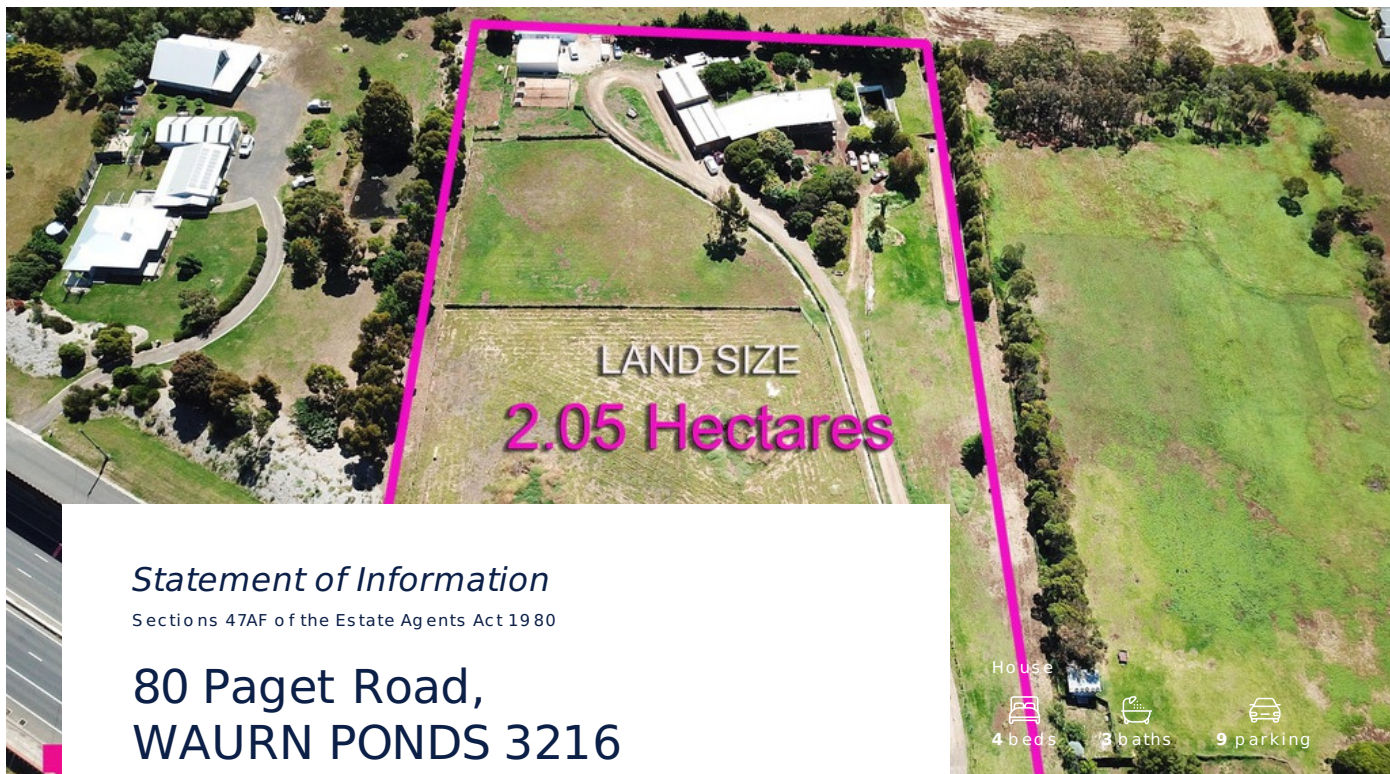 LAND SIZE
2.05 Hectares
Statement of Information
Sections 47AF of the Estate Agents Act 1980
80 Paget Road,
WAURN PONDS 3216
House
4 beds 3 baths 9 parking